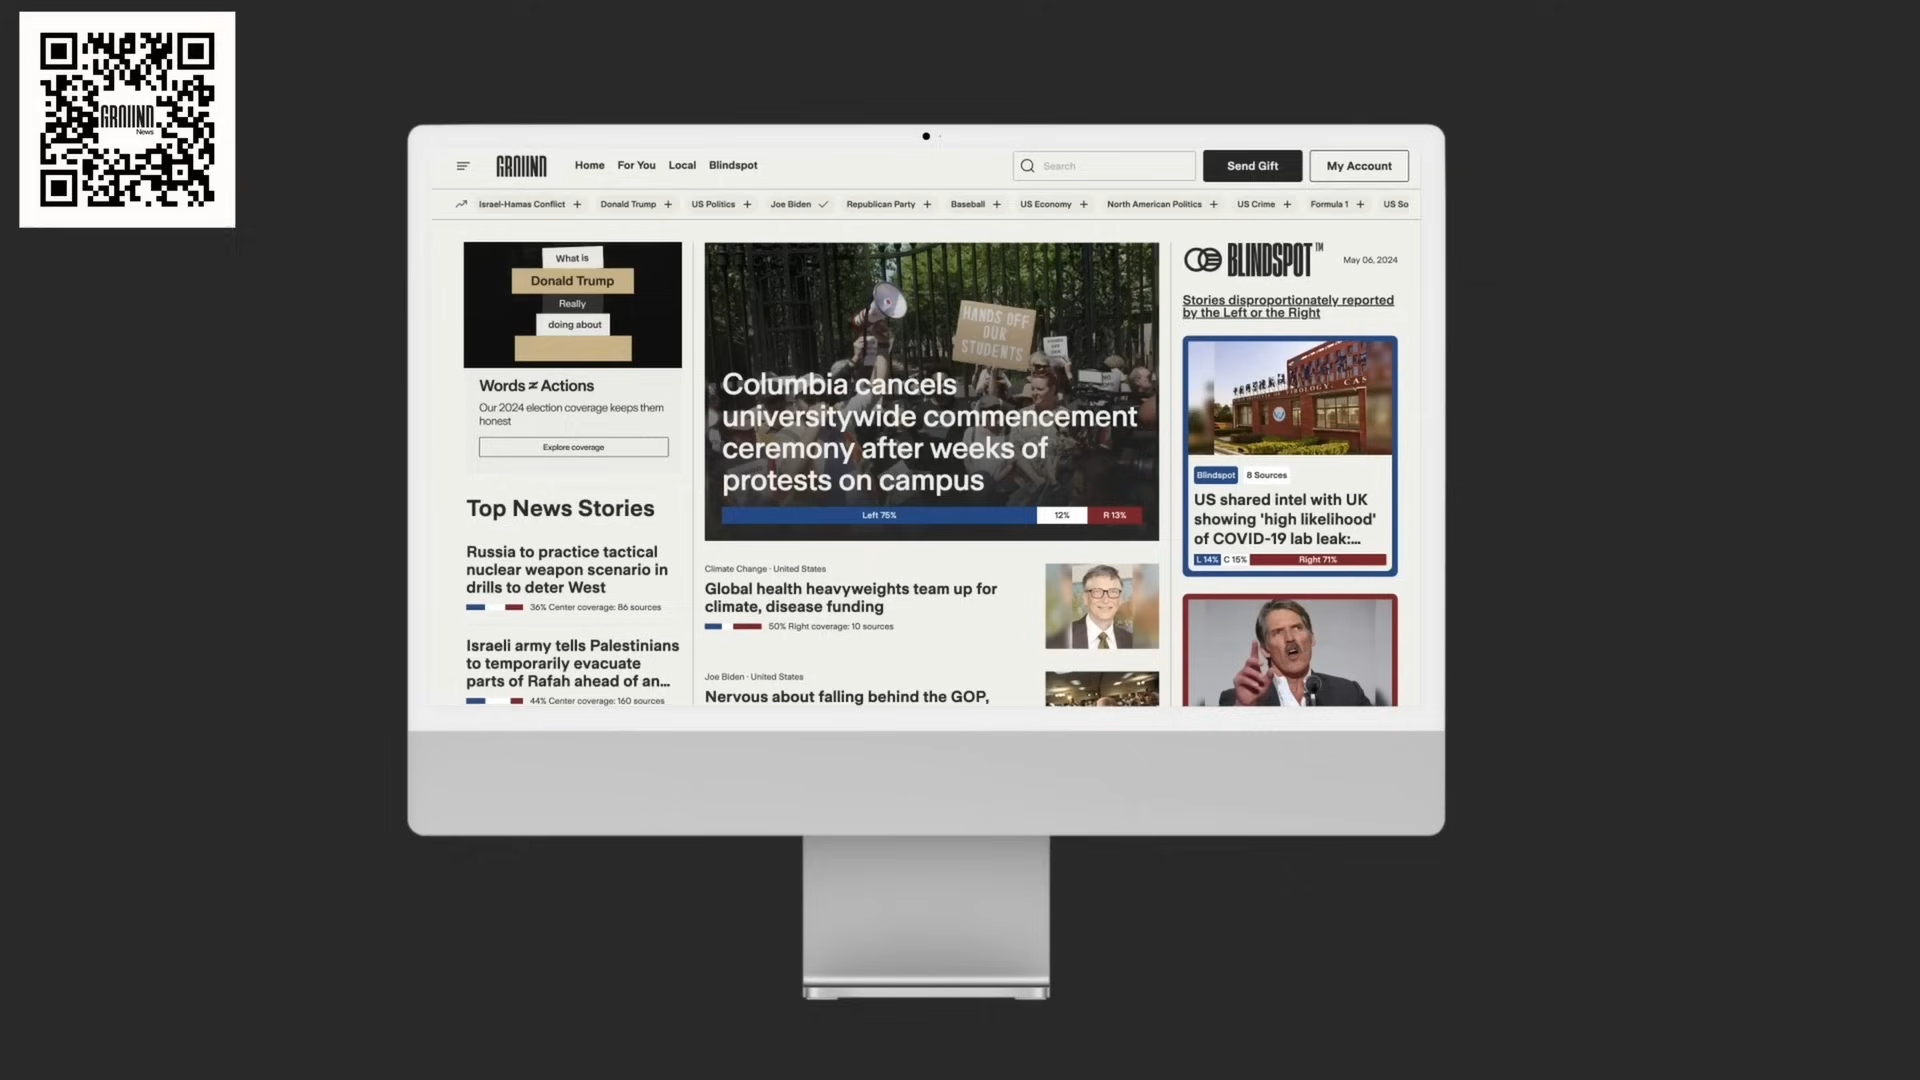 GROUND
News
GROUND
Home For You Local Blindspot
Search
Send Gift
My Account
Israel-Hamas Conflict +
Donald Trump +
US Politics +
Joe Biden ✓
Republican Party +
Baseball +
US Economy +
North American Politics +
US Crime +
Formula 1 +
US So
What is
Donald Trump
Really
doing about
Words ≠ Actions
Our 2024 election coverage keeps them
honest
Explore coverage
Top News Stories
Russia to practice tactical
nuclear weapon scenario in
drills to deter West
36% Center coverage: 86 sources
Israeli army tells Palestinians
to temporarily evacuate
parts of Rafah ahead of an...
44% Center coverage: 160 sources
HANDS OFF
OUR
STUDENTS
Columbia cancels
universitywide commencement
ceremony after weeks of
protests on campus
Left 75% 12% R 13%
Climate Change · United States
Global health heavyweights team up for
climate, disease funding
50% Right coverage: 10 sources
Joe Biden · United States
Nervous about falling behind the GOP,
BLINDSPOT™
May 06, 2024
Stories disproportionately reported
by the Left or the Right
Blindspot 8 Sources
US shared intel with UK
showing 'high likelihood'
of COVID-19 lab leak:...
L 14% C 15% Right 71%